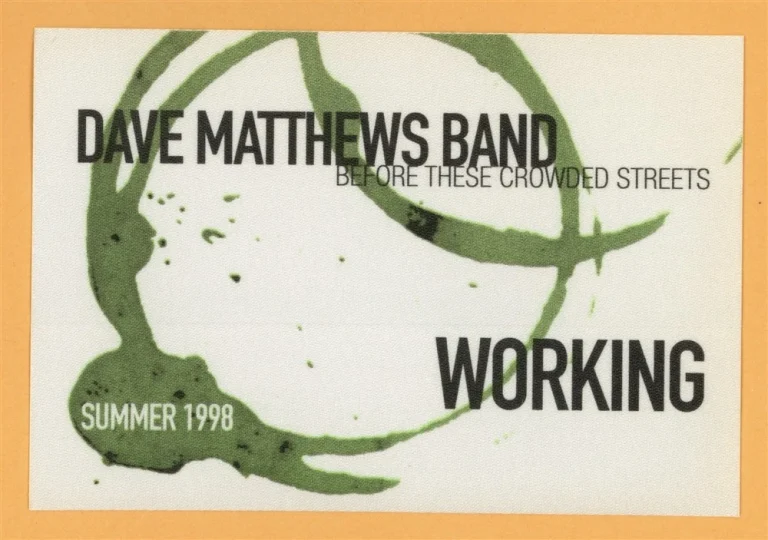 DAVE MATTHEWS BAND
BEFORE THESE CROWDED STREETS
WORKING
SUMMER 1998